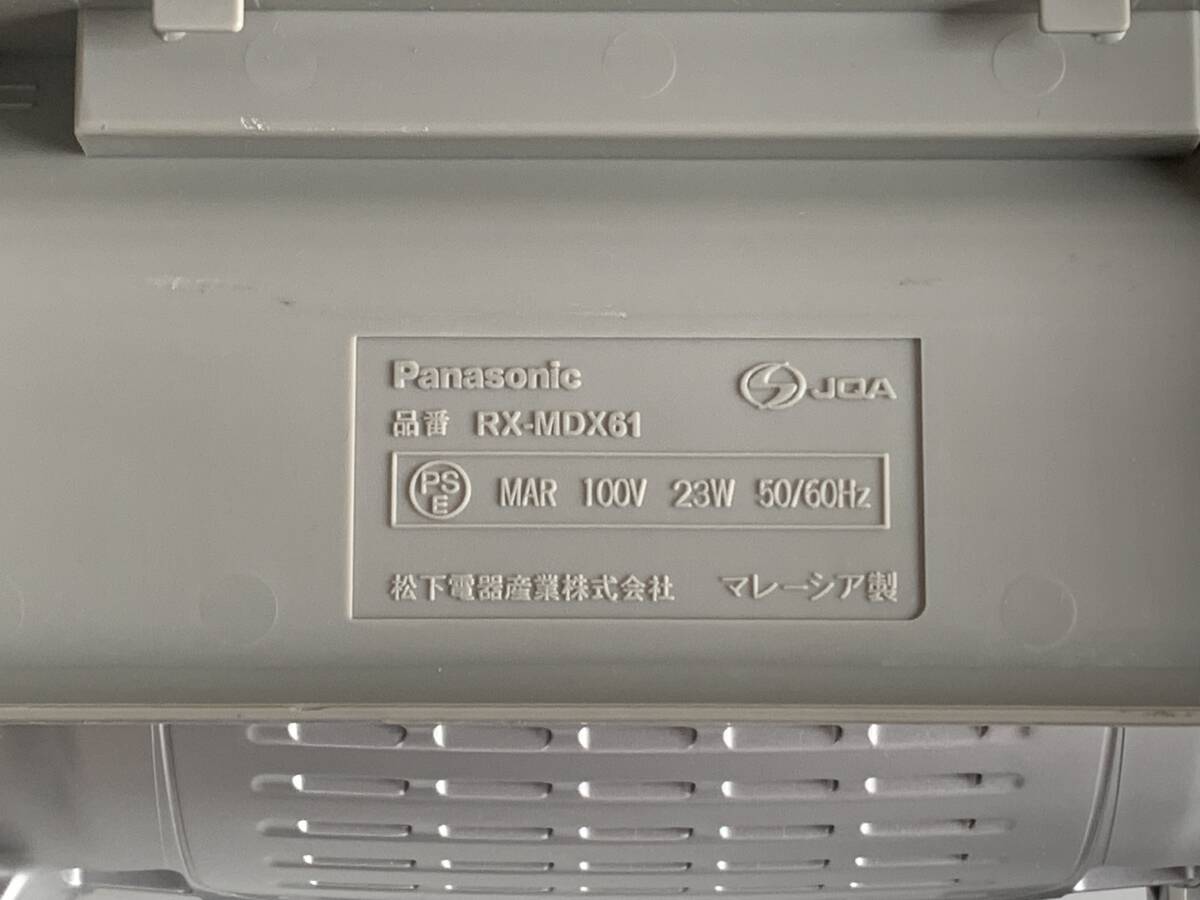 Panasonic
JQA
品番 RX-MDX61
PSE MAR 100V 23W 50/60Hz
松下電器産業株式会社 マレーシア製